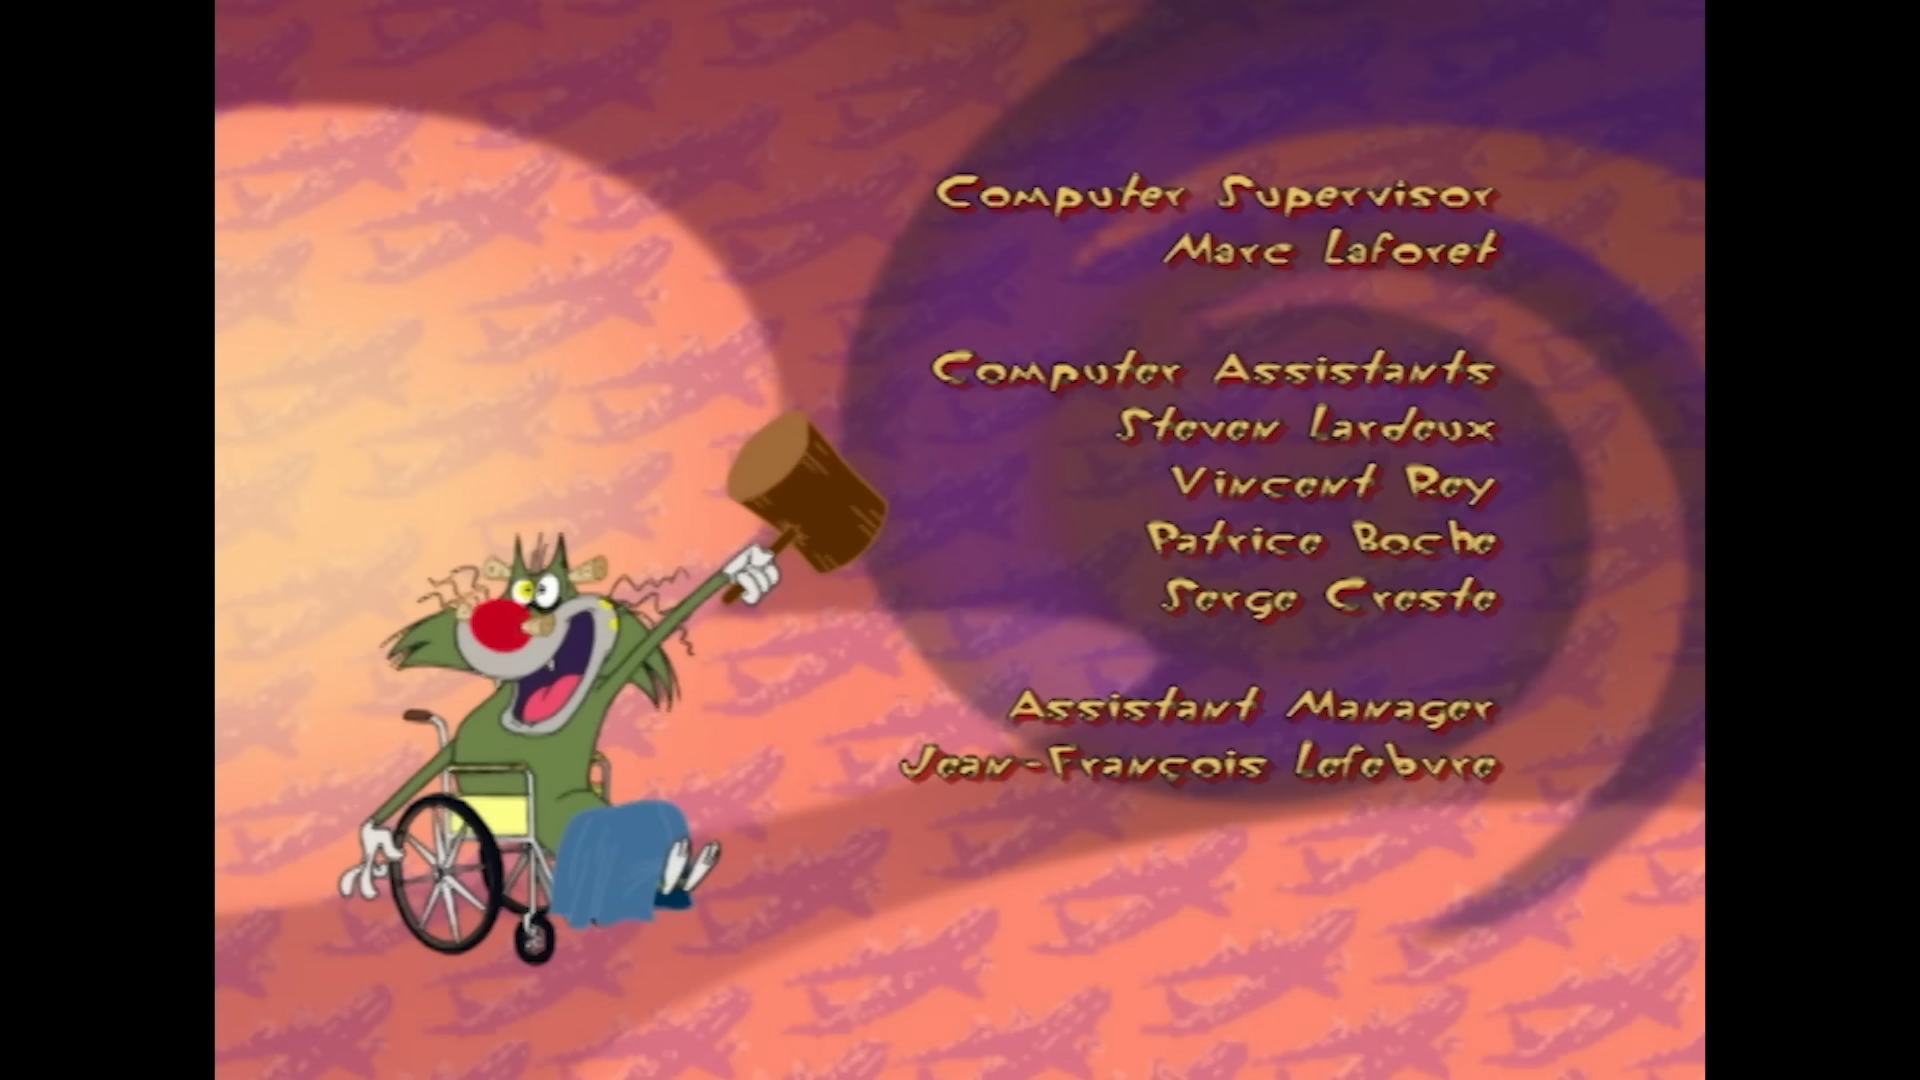 Computer Supervisor
Marc Laforet
Computer Assistants
Steven Lardeux
Vincent Rey
Patrice Boche
Serge Creste
Assistant Manager
Jean-François Lefebvre